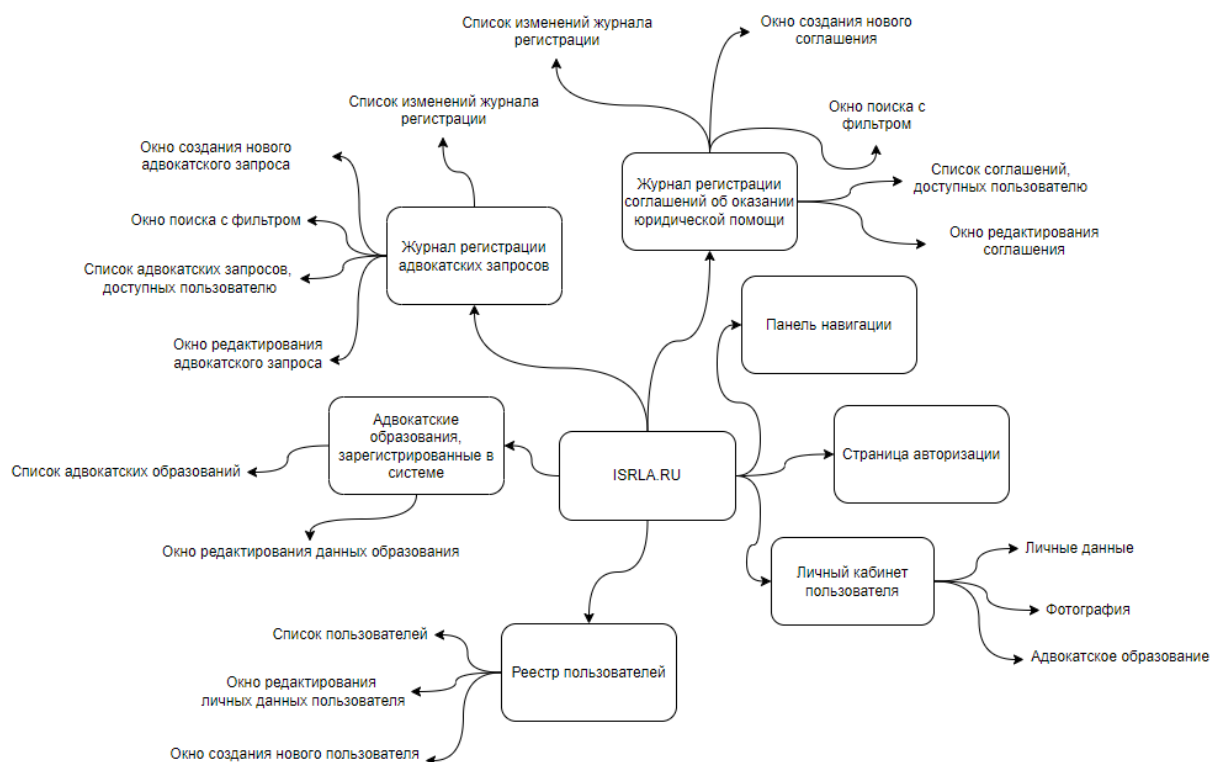 Список изменений журнала
регистрации
Окно создания нового
соглашения
Список изменений журнала
регистрации
Окно поиска с
фильтром
Окно создания нового
адвокатского запроса
Журнал регистрации
соглашений об оказании
юридической помощи
Список соглашений,
доступных пользователю
Окно поиска с фильтром
Журнал регистрации
адвокатских запросов
Окно редактирования
соглашения
Список адвокатских запросов,
доступных пользователю
Панель навигации
Окно редактирования
адвокатского запроса
Адвокатские
образования,
зарегистрированные в
системе
Список адвокатских образований
ISRLA.RU
Страница авторизации
Окно редактирования данных образования
Личный кабинет
пользователя
Личные данные
Фотография
Адвокатское образование
Список пользователей
Реестр пользователей
Окно редактирования
личных данных пользователя
Окно создания нового пользователя